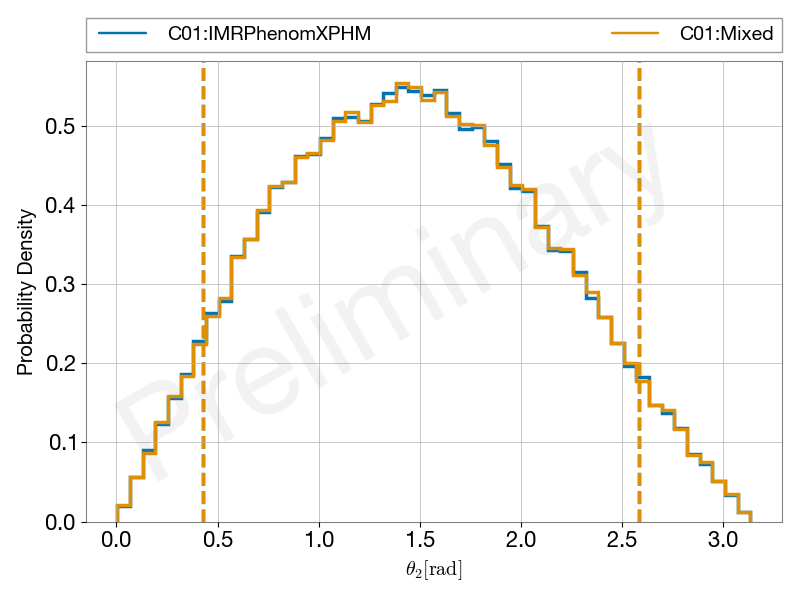 C01:IMRPhenomXPHM C01:Mixed
Probability Density
0.5
0.4
0.3
0.2
0.1
0.0
Preliminary
0.0 0.5 1.0 1.5 2.0 2.5 3.0
θ₂[rad]